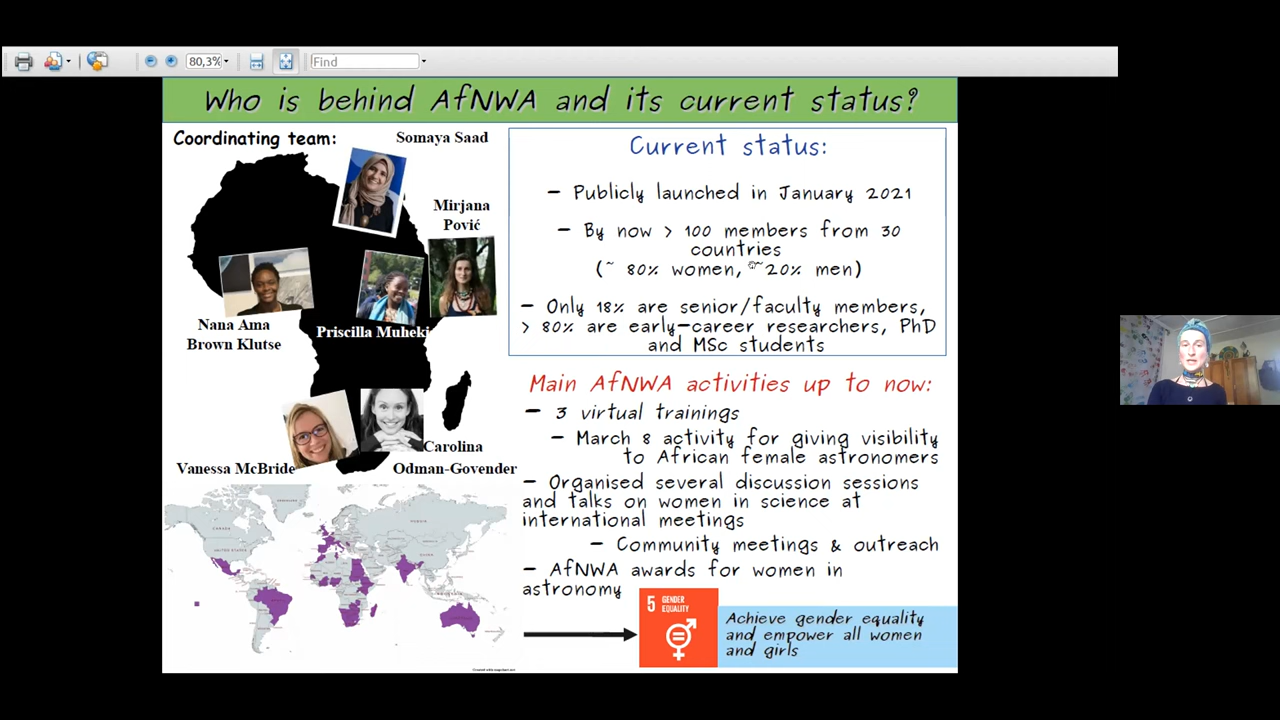 80,3%
Find
Who is behind AfNWA and its current status?
Coordinating team:
Somaya Saad
Mirjana
Pović
Nana Ama
Brown Klutse
Priscilla Muheki
Vanessa McBride
Carolina
Odman-Govender
Current status:
- Publicly launched in January 2021
- By now > 100 members from 30
countries
(~ 80% women, ~20% men)
- Only 18% are senior/faculty members,
> 80% are early-career researchers, PhD
and MSc students
Main AfNWA activities up to now:
- 3 virtual trainings
- March 8 activity for giving visibility
to African female astronomers
- Organised several discussion sessions
and talks on women in science at
international meetings
- Community meetings & outreach
- AfNWA awards for women in
astronomy
5 GENDER
EQUALITY
Achieve gender equality
and empower all women
and girls
CANADA
UNITED STATES